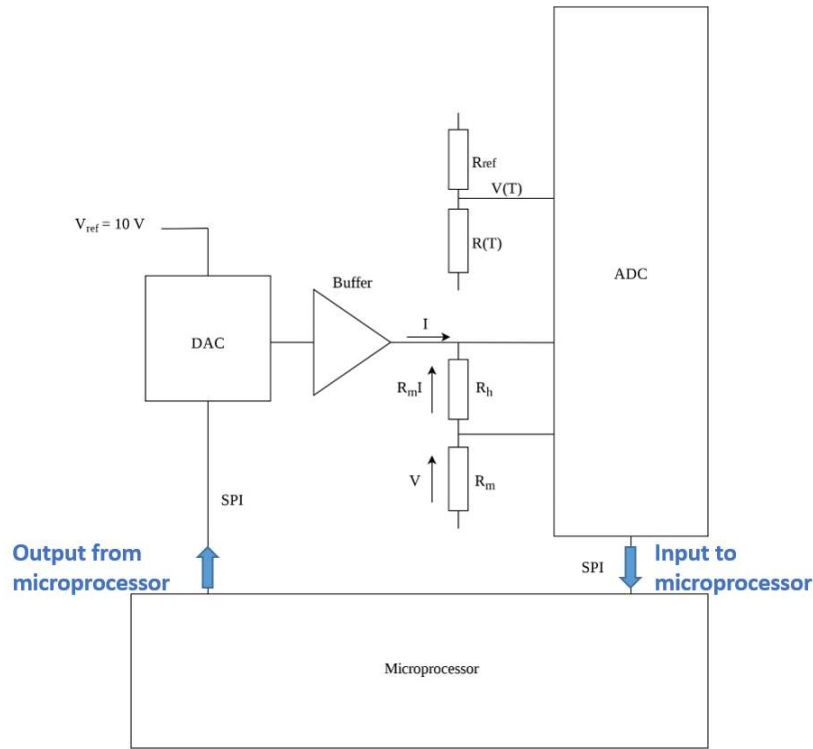 Rref
V(T)
Vref = 10 V
R(T)
ADC
Buffer
I
DAC
RmI
Rh
V
Rm
SPI
Output from
microprocessor
SPI
Input to
microprocessor
Microprocessor